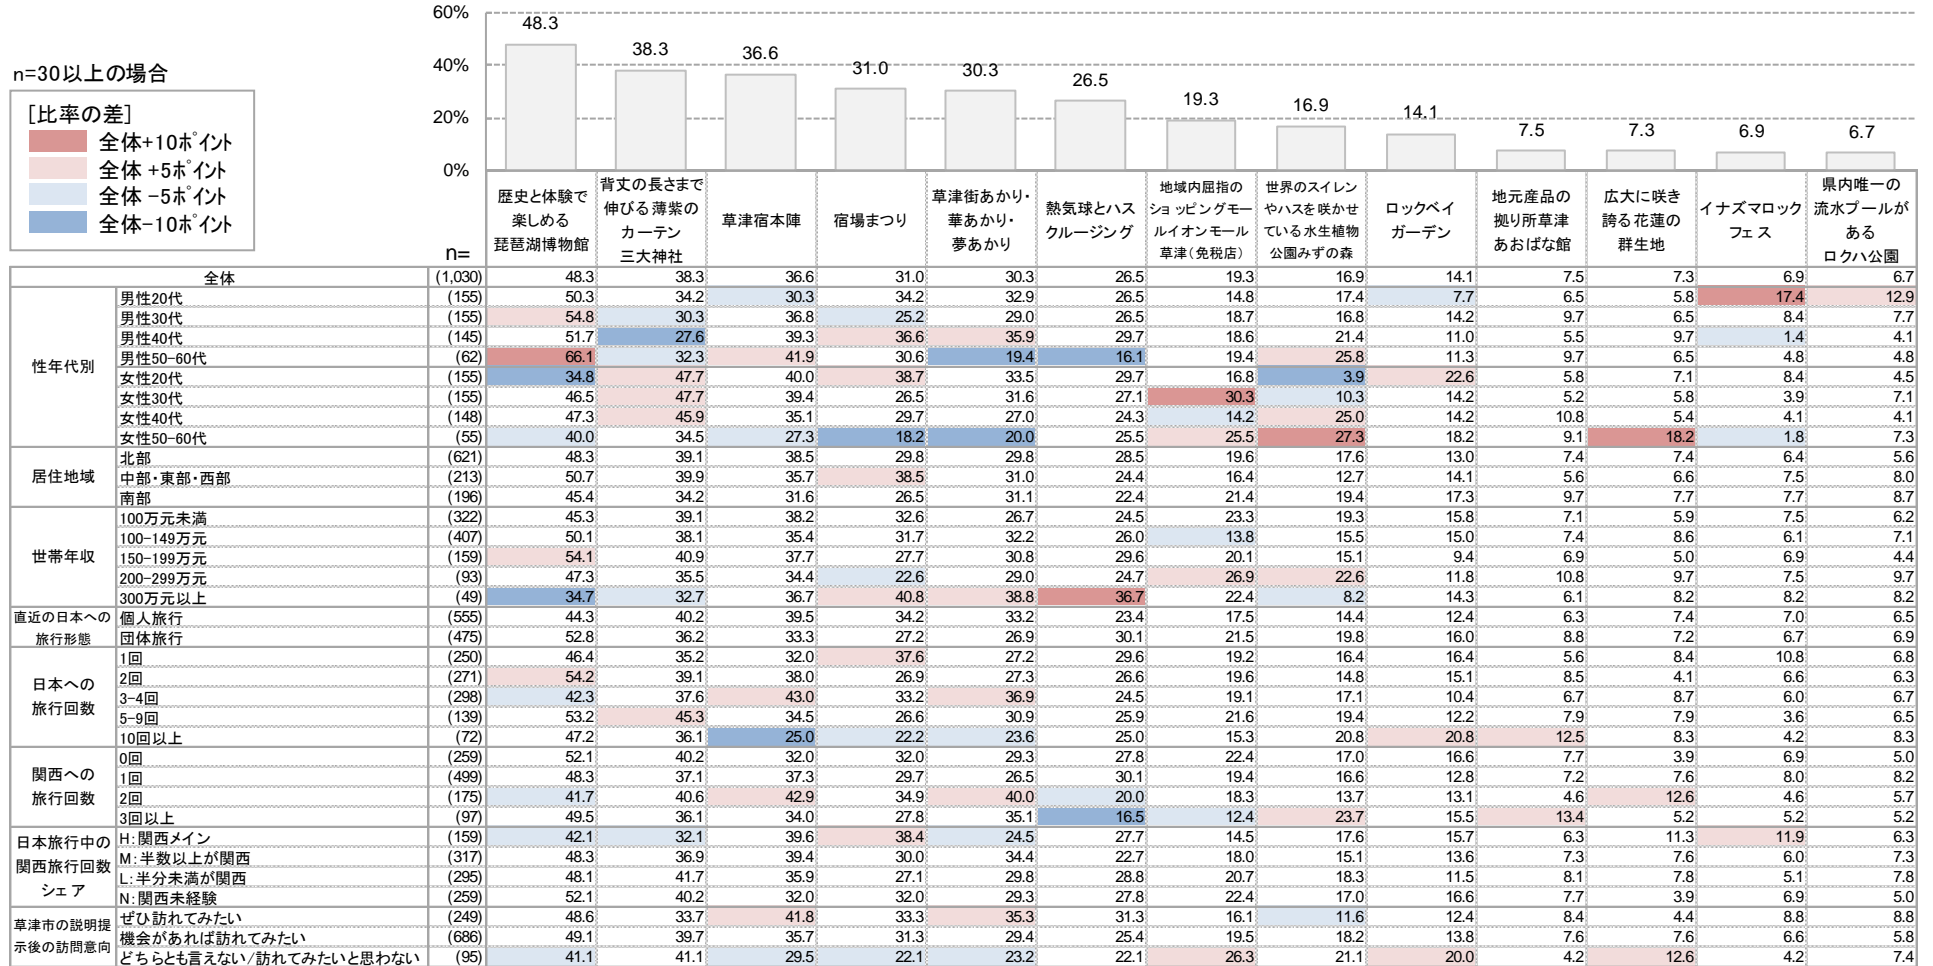 60%
40%
20%
0%
48.3 38.3 36.6 31.0 30.3 26.5 19.3 16.9 14.1 7.5 7.3 6.9 6.7
n=30以上の場合
[比率の差]
全体+10ポイント
全体 +5ポイント
全体 -5ポイント
全体-10ポイント
n=
歴史と体験で
楽しめる
琵琶湖博物館
背丈の長さまで
伸びる薄紫の
カーテン
三大神社
草津宿本陣
宿場まつり
草津街あかり・
華あかり・
夢あかり
熱気球とハス
クルージング
地域内屈指の
ショッピングモー
ルイオンモール
草津(免税店)
世界のスイレン
やハスを咲かせ
ている水生植物
公園みずの森
ロックベイ
ガーデン
地元産品の
拠り所草津
あおばな館
広大に咲き
誇る花蓮の
群生地
イナズマロック
フェス
県内唯一の
流水プールが
ある
ロクハ公園
全体 (1,030) 48.3 38.3 36.6 31.0 30.3 26.5 19.3 16.9 14.1 7.5 7.3 6.9 6.7
性年代別
男性20代 (155) 50.3 34.2 30.3 34.2 32.9 26.5 14.8 17.4 7.7 6.5 5.8 17.4 12.9
男性30代 (155) 54.8 30.3 36.8 25.2 29.0 26.5 18.7 16.8 14.2 9.7 6.5 8.4 7.7
男性40代 (145) 51.7 27.6 39.3 36.6 35.9 29.7 18.6 21.4 11.0 5.5 9.7 1.4 4.1
男性50-60代 (62) 66.1 32.3 41.9 30.6 19.4 16.1 19.4 25.8 11.3 9.7 6.5 4.8 4.8
女性20代 (155) 34.8 47.7 40.0 38.7 33.5 29.7 16.8 3.9 22.6 5.8 7.1 8.4 4.5
女性30代 (155) 46.5 47.7 39.4 26.5 31.6 27.1 30.3 10.3 14.2 5.2 5.8 3.9 7.1
女性40代 (148) 47.3 45.9 35.1 29.7 27.0 24.3 14.2 25.0 14.2 10.8 5.4 4.1 4.1
女性50-60代 (55) 40.0 34.5 27.3 18.2 20.0 25.5 25.5 27.3 18.2 9.1 18.2 1.8 7.3
居住地域
北部 (621) 48.3 39.1 38.5 29.8 29.8 28.5 19.6 17.6 13.0 7.4 7.4 6.4 5.6
中部・東部・西部 (213) 50.7 39.9 35.7 38.5 31.0 24.4 16.4 12.7 14.1 5.6 6.6 7.5 8.0
南部 (196) 45.4 34.2 31.6 26.5 31.1 22.4 21.4 19.4 17.3 9.7 7.7 7.7 8.7
世帯年収
100万元未満 (322) 45.3 39.1 38.2 32.6 26.7 24.5 23.3 19.3 15.8 7.1 5.9 7.5 6.2
100-149万元 (407) 50.1 38.1 35.4 31.7 32.2 26.0 13.8 15.5 15.0 7.4 8.6 6.1 7.1
150-199万元 (159) 54.1 40.9 37.7 27.7 30.8 29.6 20.1 15.1 9.4 6.9 5.0 6.9 4.4
200-299万元 (93) 47.3 35.5 34.4 22.6 29.0 24.7 26.9 22.6 11.8 10.8 9.7 7.5 9.7
300万元以上 (49) 34.7 32.7 36.7 40.8 38.8 36.7 22.4 8.2 14.3 6.1 8.2 8.2 8.2
直近の日本への
旅行形態
個人旅行 (555) 44.3 40.2 39.5 34.2 33.2 23.4 17.5 14.4 12.4 6.3 7.4 7.0 6.5
団体旅行 (475) 52.8 36.2 33.3 27.2 26.9 30.1 21.5 19.8 16.0 8.8 7.2 6.7 6.9
日本への
旅行回数
1回 (250) 46.4 35.2 32.0 37.6 27.2 29.6 19.2 16.4 16.4 5.6 8.4 10.8 6.8
2回 (271) 54.2 39.1 38.0 26.9 27.3 26.6 19.6 14.8 15.1 8.5 4.1 6.6 6.3
3-4回 (298) 42.3 37.6 43.0 33.2 36.9 24.5 19.1 17.1 10.4 6.7 8.7 6.0 6.7
5-9回 (139) 53.2 45.3 34.5 26.6 30.9 25.9 21.6 19.4 12.2 7.9 7.9 3.6 6.5
10回以上 (72) 47.2 36.1 25.0 22.2 23.6 25.0 15.3 20.8 20.8 12.5 8.3 4.2 8.3
関西への
旅行回数
0回 (259) 52.1 40.2 32.0 32.0 29.3 27.8 22.4 17.0 16.6 7.7 3.9 6.9 5.0
1回 (499) 48.3 37.1 37.3 29.7 26.5 30.1 19.4 16.6 12.8 7.2 7.6 8.0 8.2
2回 (175) 41.7 40.6 42.9 34.9 40.0 20.0 18.3 13.7 13.1 4.6 12.6 4.6 5.7
3回以上 (97) 49.5 36.1 34.0 27.8 35.1 16.5 12.4 23.7 15.5 13.4 5.2 5.2 5.2
日本旅行中の
関西旅行回数
シェア
H:関西メイン (159) 42.1 32.1 39.6 38.4 24.5 27.7 14.5 17.6 15.7 6.3 11.3 11.9 6.3
M:半数以上が関西 (317) 48.3 36.9 39.4 30.0 34.4 22.7 18.0 15.1 13.6 7.3 7.6 6.0 7.3
L:半分未満が関西 (295) 48.1 41.7 35.9 27.1 29.8 28.8 20.7 18.3 11.5 8.1 7.8 5.1 7.8
N:関西未経験 (259) 52.1 40.2 32.0 32.0 29.3 27.8 22.4 17.0 16.6 7.7 3.9 6.9 5.0
草津市の説明提
示後の訪問意向
ぜひ訪れてみたい (249) 48.6 33.7 41.8 33.3 35.3 31.3 16.1 11.6 12.4 8.4 4.4 8.8 8.8
機会があれば訪れてみたい (686) 49.1 39.7 35.7 31.3 29.4 25.4 19.5 18.2 13.8 7.6 7.6 6.6 5.8
どちらとも言えない/訪れてみたいと思わない (95) 41.1 41.1 29.5 22.1 23.2 22.1 26.3 21.1 20.0 4.2 12.6 4.2 7.4